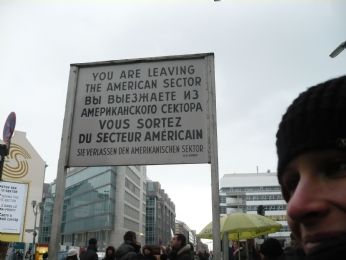 YOU ARE LEAVING
THE AMERICAN SECTOR
ВЫ ВЫЕЗЖАЕТЕ ИЗ
АМЕРИКАНСКОГО СЕКТОРА
VOUS SORTEZ
DU SECTEUR AMÉRICAIN
SIE VERLASSEN DEN AMERIKANISCHEN SEKTOR